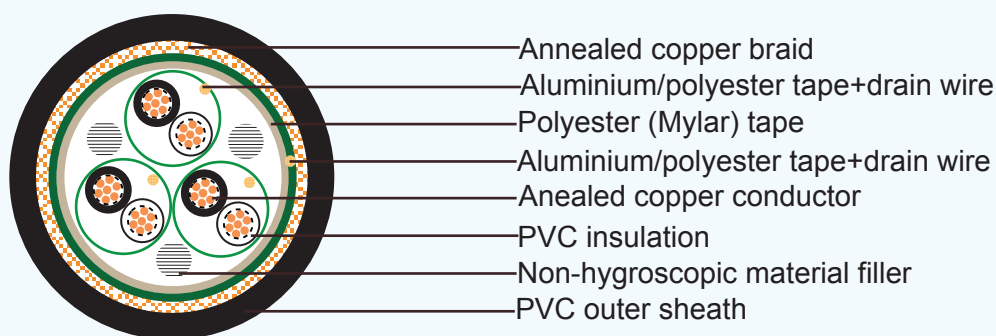 Annealed copper braid
Aluminium/polyester tape+drain wire
Polyester (Mylar) tape
Aluminium/polyester tape+drain wire
Anealed copper conductor
PVC insulation
Non-hygroscopic material filler
PVC outer sheath